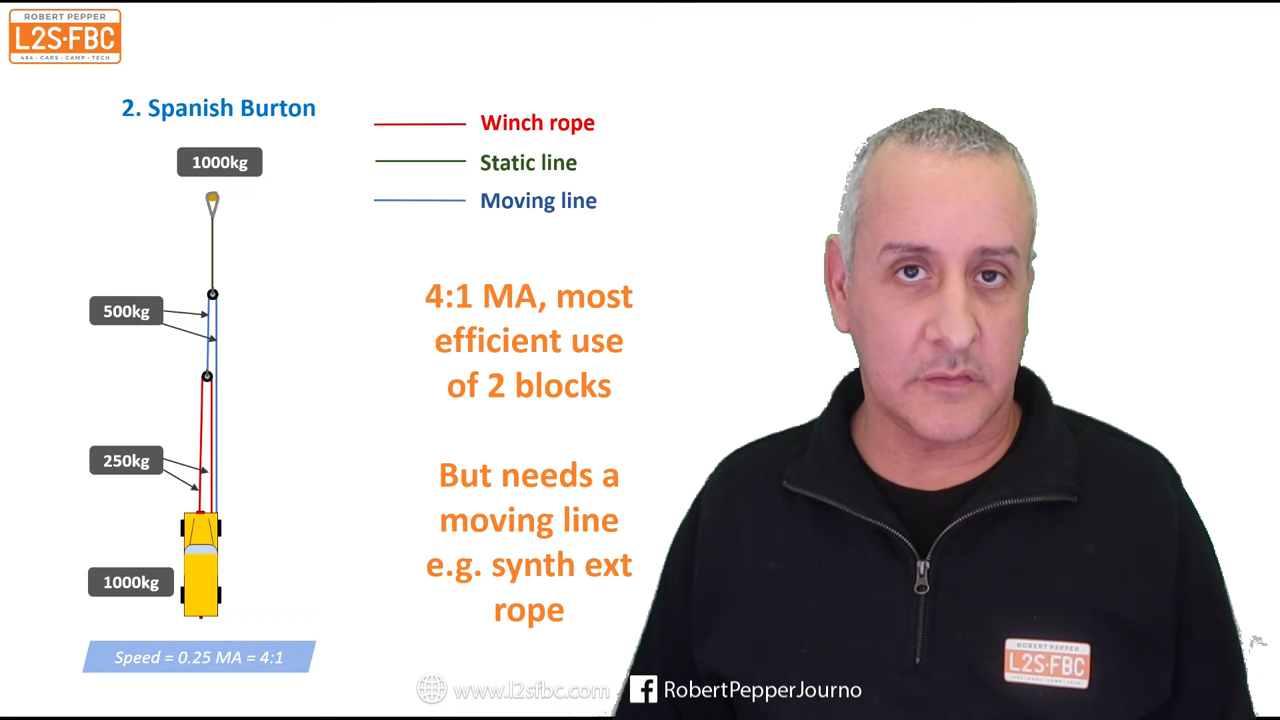 ROBERT PEPPER
L2S·FBC
4X4 · CARS · CAMP · TECH
2. Spanish Burton
Winch rope
Static line
Moving line
1000kg
500kg
250kg
1000kg
Speed = 0.25 MA = 4:1
4:1 MA, most
efficient use
of 2 blocks
But needs a
moving line
e.g. synth ext
rope
ROBERT PEPPER
L2S·FBC
www.l2sfbc.com
RobertPepperJourno